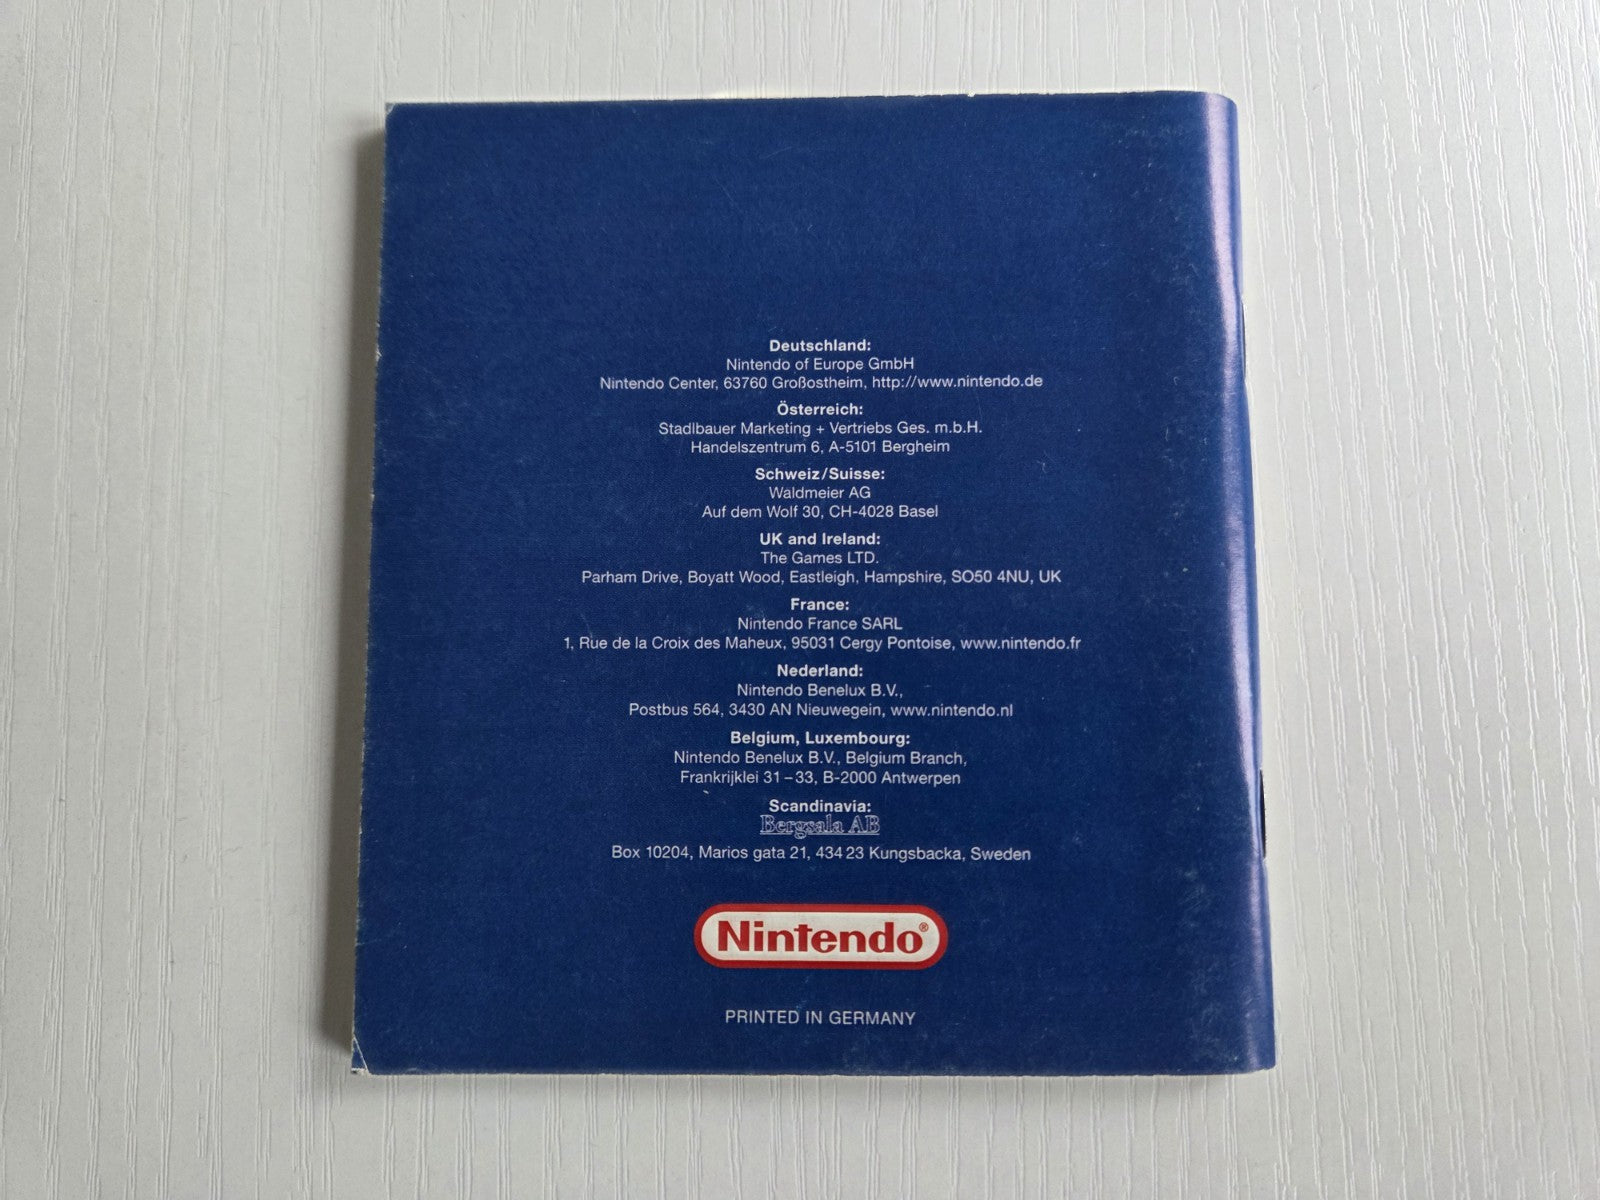 Deutschland:
Nintendo of Europe GmbH
Nintendo Center, 63760 Großostheim, http://www.nintendo.de
Österreich:
Stadlbauer Marketing + Vertriebs Ges. m.b.H.
Handelszentrum 6, A-5101 Bergheim
Schweiz/Suisse:
Waldmeier AG
Auf dem Wolf 30, CH-4028 Basel
UK and Ireland:
The Games LTD.
Parham Drive, Boyatt Wood, Eastleigh, Hampshire, SO50 4NU, UK
France:
Nintendo France SARL
1, Rue de la Croix des Maheux, 95031 Cergy Pontoise, www.nintendo.fr
Nederland:
Nintendo Benelux B.V.,
Postbus 564, 3430 AN Nieuwegein, www.nintendo.nl
Belgium, Luxembourg:
Nintendo Benelux B.V., Belgium Branch,
Frankrijklei 31–33, B-2000 Antwerpen
Scandinavia:
Bergsala AB
Box 10204, Marios gata 21, 434 23 Kungsbacka, Sweden
Nintendo®
PRINTED IN GERMANY